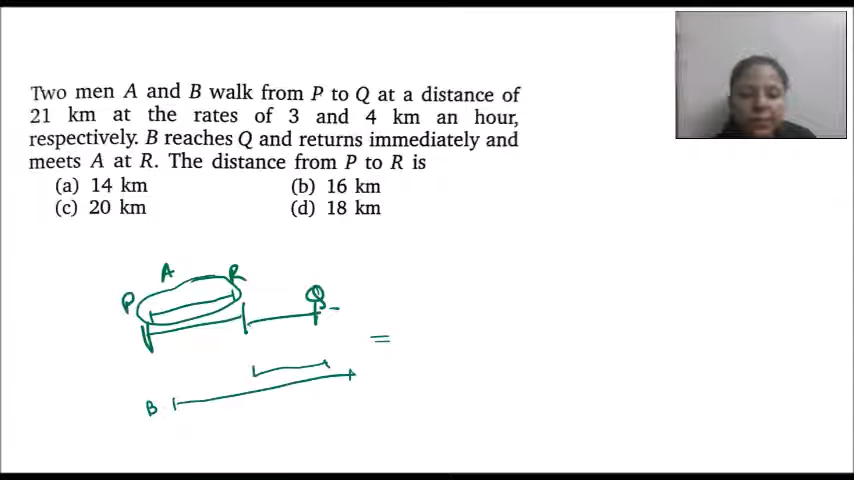 Two men A and B walk from P to Q at a distance of
21 km at the rates of 3 and 4 km an hour,
respectively. B reaches Q and returns immediately and
meets A at R. The distance from P to R is
(a) 14 km (b) 16 km
(c) 20 km (d) 18 km
A R
P Q
=
B